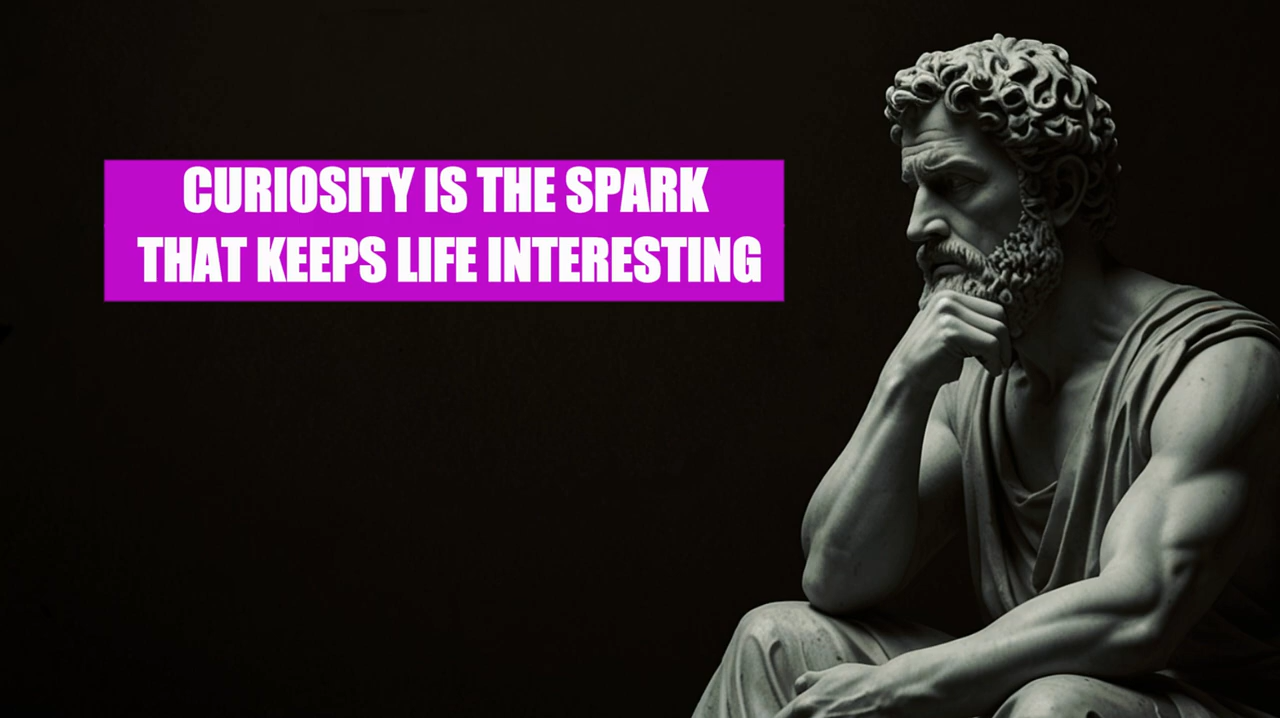 CURIOSITY IS THE SPARK
THAT KEEPS LIFE INTERESTING